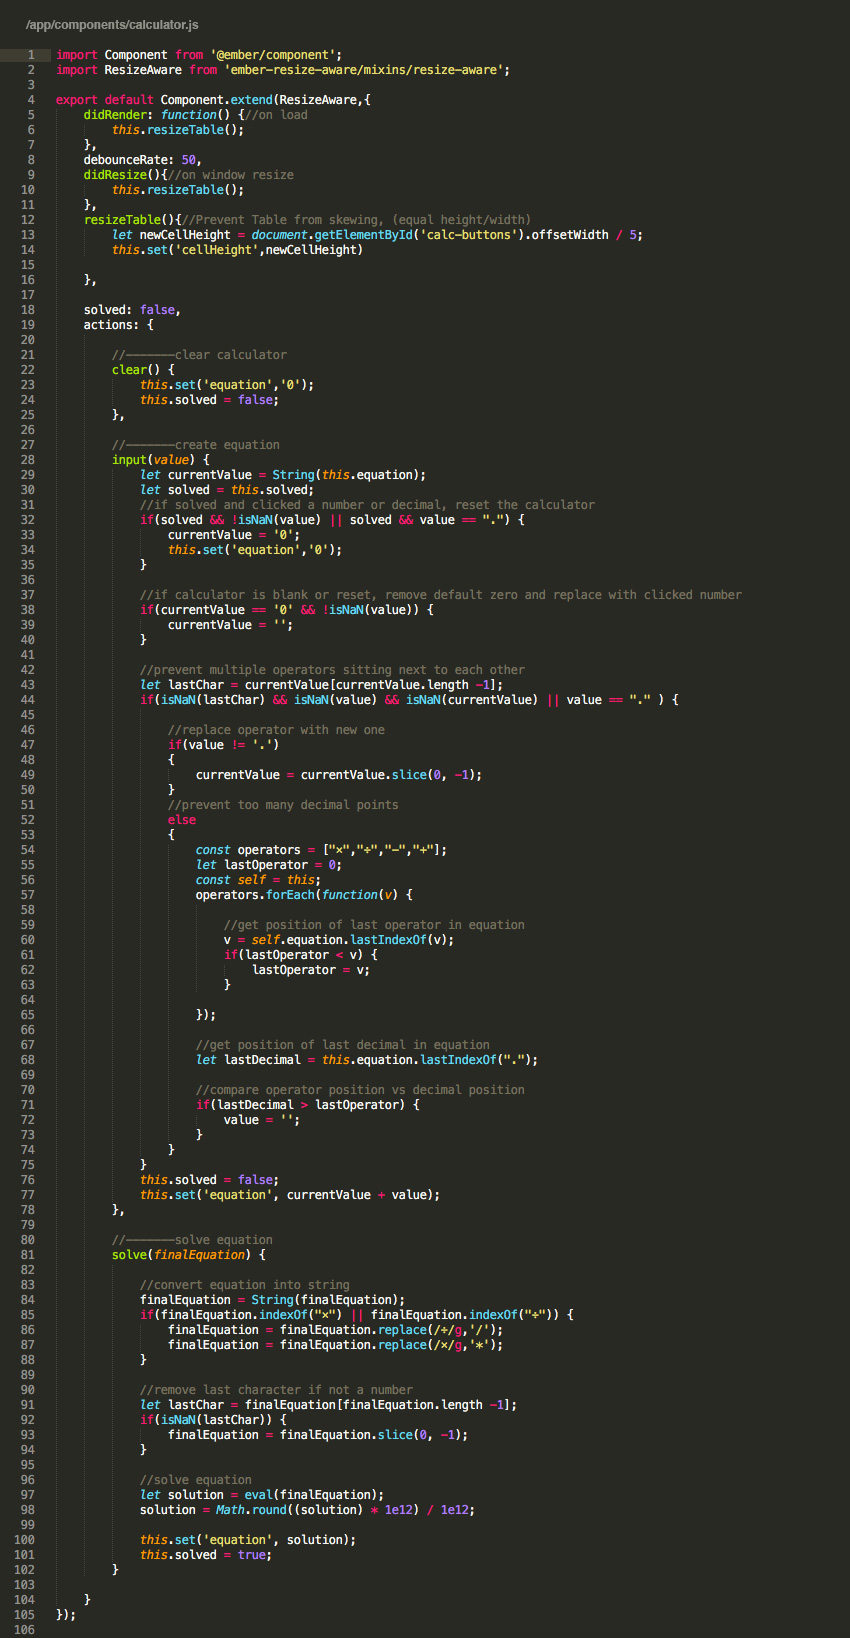 /app/components/calculator.js
1 import Component from '@ember/component';
2 import ResizeAware from 'ember-resize-aware/mixins/resize-aware';
3
4 export default Component.extend(ResizeAware,{
5 didRender: function() {//on load
6 this.resizeTable();
7 },
8 debounceRate: 50,
9 didResize(){//on window resize
10 this.resizeTable();
11 },
12 resizeTable(){//Prevent Table from skewing, (equal height/width)
13 let newCellHeight = document.getElementById('calc-buttons').offsetWidth / 5;
14 this.set('cellHeight',newCellHeight)
15
16 },
17
18 solved: false,
19 actions: {
20
21 //-------clear calculator
22 clear() {
23 this.set('equation','0');
24 this.solved = false;
25 },
26
27 //-------create equation
28 input(value) {
29 let currentValue = String(this.equation);
30 let solved = this.solved;
31 //if solved and clicked a number or decimal, reset the calculator
32 if(solved && !isNaN(value) || solved && value == ".") {
33 currentValue = '0';
34 this.set('equation','0');
35 }
36
37 //if calculator is blank or reset, remove default zero and replace with clicked number
38 if(currentValue == '0' && !isNaN(value)) {
39 currentValue = '';
40 }
41
42 //prevent multiple operators sitting next to each other
43 let lastChar = currentValue[currentValue.length -1];
44 if(isNaN(lastChar) && isNaN(value) && isNaN(currentValue) || value == "." ) {
45
46 //replace operator with new one
47 if(value != '.')
48 {
49 currentValue = currentValue.slice(0, -1);
50 }
51 //prevent too many decimal points
52 else
53 {
54 const operators = ["×","÷","-","+"];
55 let lastOperator = 0;
56 const self = this;
57 operators.forEach(function(v) {
58
59 //get position of last operator in equation
60 v = self.equation.lastIndexOf(v);
61 if(lastOperator < v) {
62 lastOperator = v;
63 }
64
65 });
66
67 //get position of last decimal in equation
68 let lastDecimal = this.equation.lastIndexOf(".");
69
70 //compare operator position vs decimal position
71 if(lastDecimal > lastOperator) {
72 value = '';
73 }
74 }
75 }
76 this.solved = false;
77 this.set('equation', currentValue + value);
78 },
79
80 //-------solve equation
81 solve(finalEquation) {
82
83 //convert equation into string
84 finalEquation = String(finalEquation);
85 if(finalEquation.indexOf("×") || finalEquation.indexOf("÷")) {
86 finalEquation = finalEquation.replace(/÷/g,'/');
87 finalEquation = finalEquation.replace(/×/g,'*');
88 }
89
90 //remove last character if not a number
91 let lastChar = finalEquation[finalEquation.length -1];
92 if(isNaN(lastChar)) {
93 finalEquation = finalEquation.slice(0, -1);
94 }
95
96 //solve equation
97 let solution = eval(finalEquation);
98 solution = Math.round((solution) * 1e12) / 1e12;
99
100 this.set('equation', solution);
101 this.solved = true;
102 }
103
104 }
105 });
106